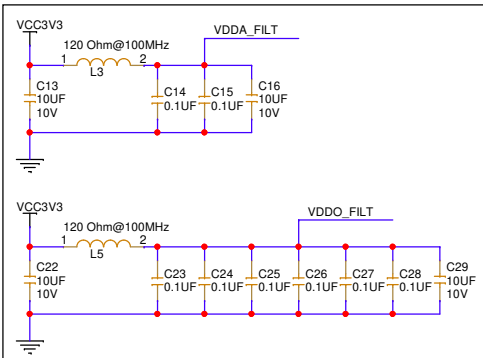 VCC3V3
120 Ohm@100MHz
VDDA_FILT
1
2
L3
C13
10UF
10V
C14
0.1UF
C15
0.1UF
C16
10UF
10V
VCC3V3
120 Ohm@100MHz
VDDO_FILT
1
2
L5
C22
10UF
10V
C23
0.1UF
C24
0.1UF
C25
0.1UF
C26
0.1UF
C27
0.1UF
C28
0.1UF
C29
10UF
10V